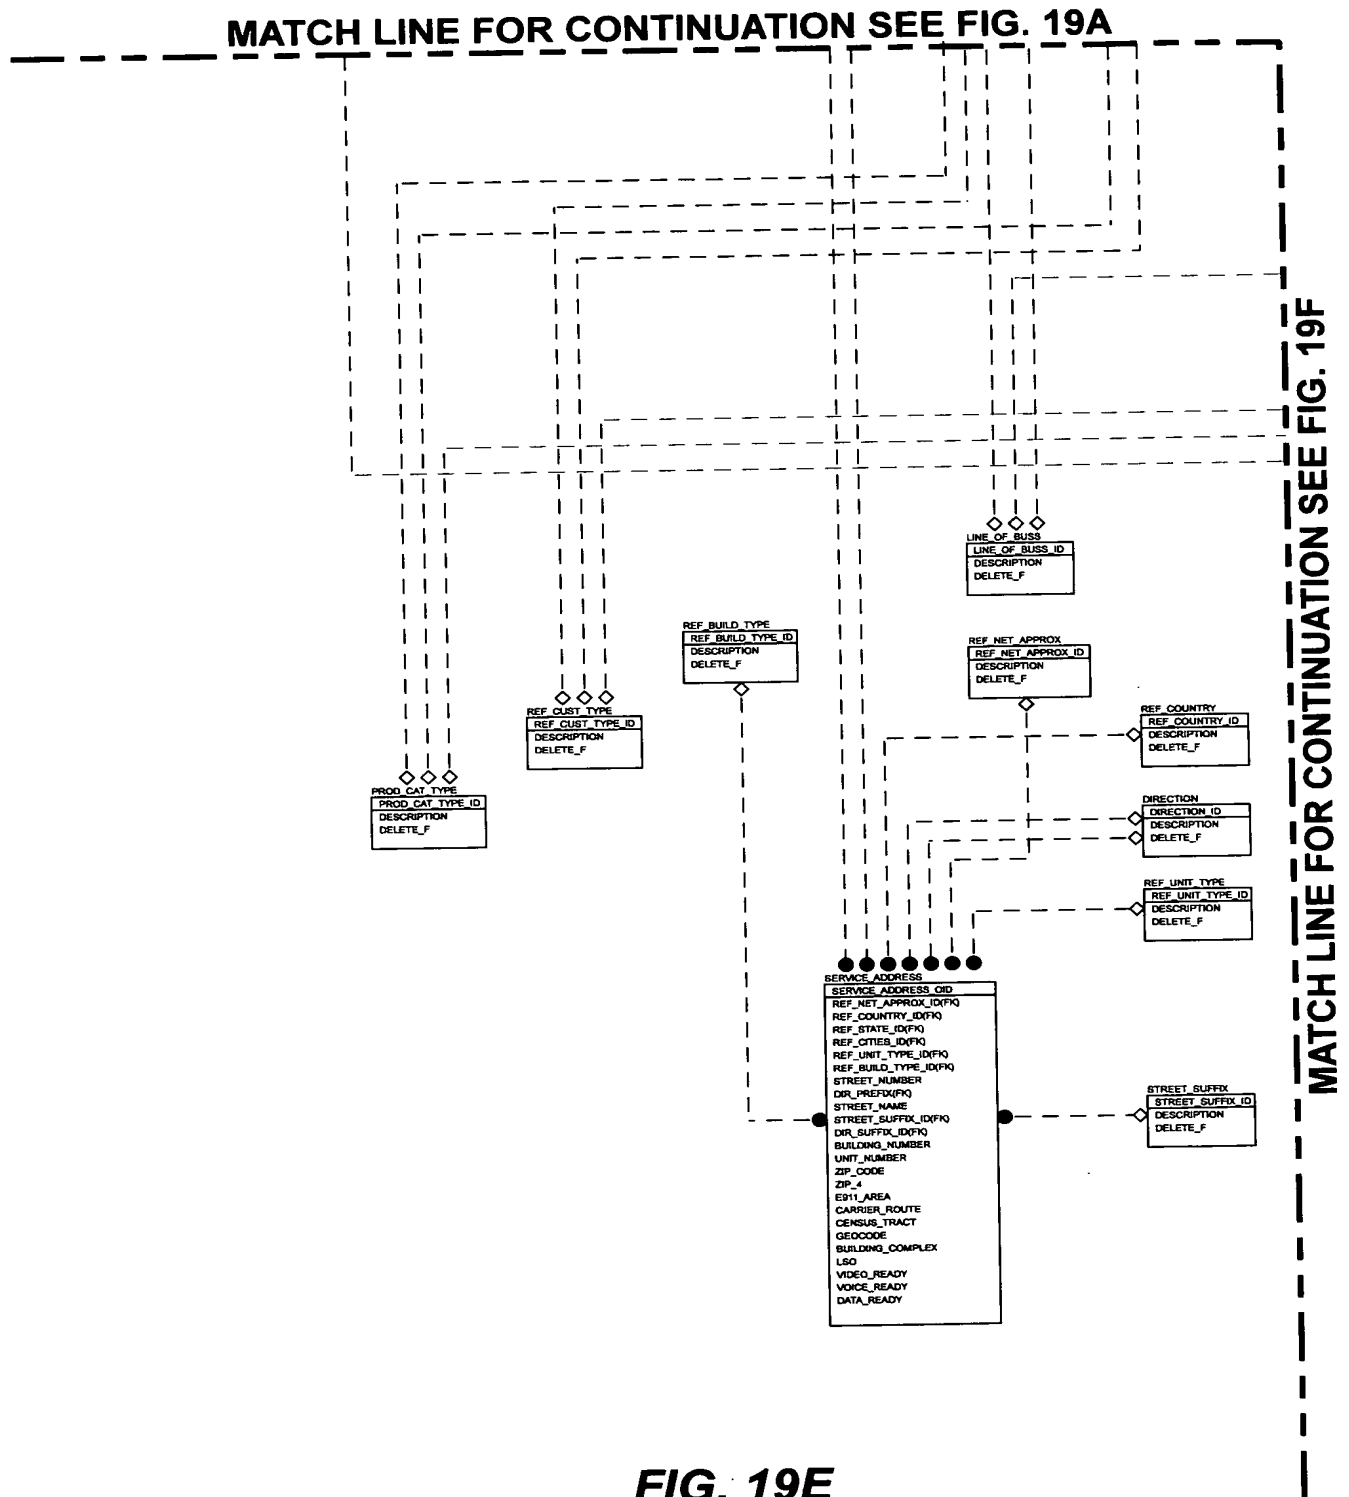 MATCH LINE FOR CONTINUATION SEE FIG. 19A
MATCH LINE FOR CONTINUATION SEE FIG. 19F
LINE_OF_BUSS
LINE_OF_BUSS_ID
DESCRIPTION
DELETE_F
REF_BUILD_TYPE
REF_BUILD_TYPE_ID
DESCRIPTION
DELETE_F
REF_NET_APPROX
REF_NET_APPROX_ID
DESCRIPTION
DELETE_F
REF_CUST_TYPE
REF_CUST_TYPE_ID
DESCRIPTION
DELETE_F
REF_COUNTRY
REF_COUNTRY_ID
DESCRIPTION
DELETE_F
PROD_CAT_TYPE
PROD_CAT_TYPE_ID
DESCRIPTION
DELETE_F
DIRECTION
DIRECTION_ID
DESCRIPTION
DELETE_F
REF_UNIT_TYPE
REF_UNIT_TYPE_ID
DESCRIPTION
DELETE_F
SERVICE_ADDRESS
SERVICE_ADDRESS_OID
REF_NET_APPROX_ID(FK)
REF_COUNTRY_ID(FK)
REF_STATE_ID(FK)
REF_CITIES_ID(FK)
REF_UNIT_TYPE_ID(FK)
REF_BUILD_TYPE_ID(FK)
STREET_NUMBER
DIR_PREFIX(FK)
STREET_NAME
STREET_SUFFIX_ID(FK)
DIR_SUFFIX_ID(FK)
BUILDING_NUMBER
UNIT_NUMBER
ZIP_CODE
ZIP_4
E911_AREA
CARRIER_ROUTE
CENSUS_TRACT
GEOCODE
BUILDING_COMPLEX
LSO
VIDEO_READY
VOICE_READY
DATA_READY
STREET_SUFFIX
STREET_SUFFIX_ID
DESCRIPTION
DELETE_F
FIG. 19E